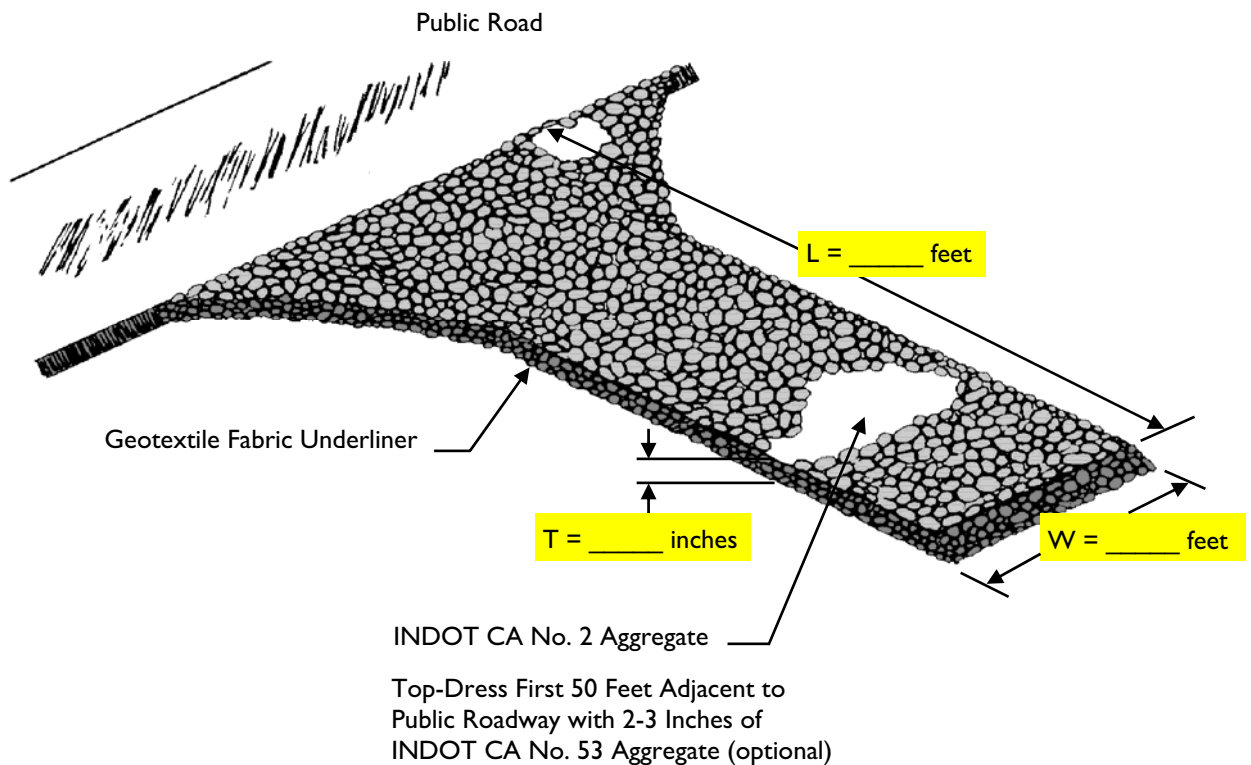 Public Road
L = _____ feet
Geotextile Fabric Underliner
T = _____ inches
W = _____ feet
INDOT CA No. 2 Aggregate
Top-Dress First 50 Feet Adjacent to
Public Roadway with 2-3 Inches of
INDOT CA No. 53 Aggregate (optional)